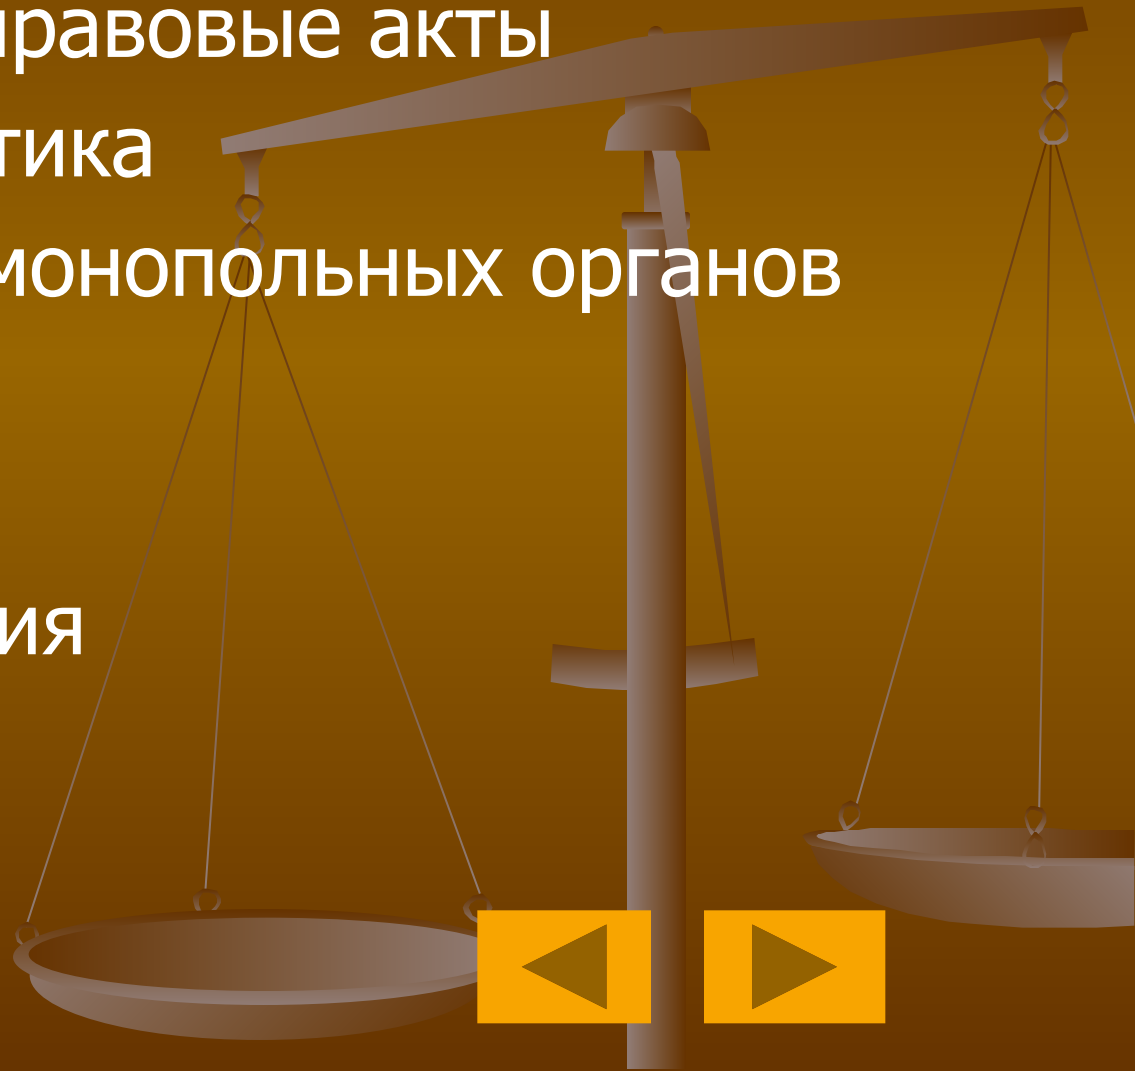 правовые акты
тика
монопольных органов
ия